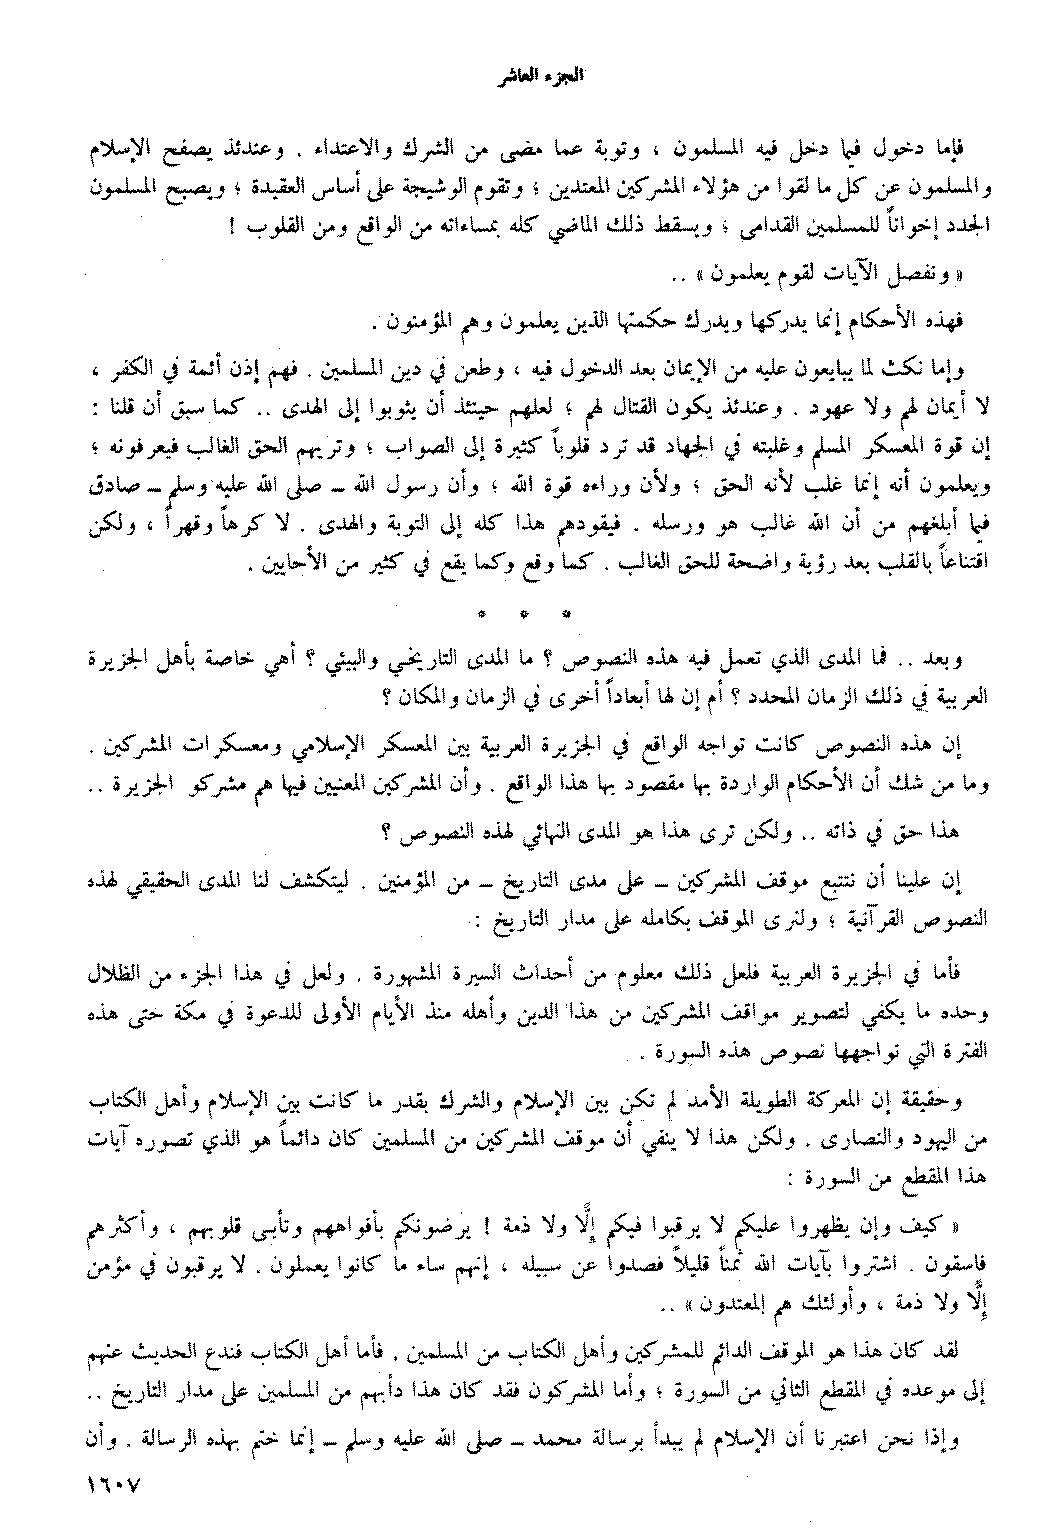 الجزء العاشر
فإما دخول فيما دخل فيه المسلمون ، وتوبة عما مضى من الشرك والاعتداء . وعندئذ يصفح الإسلام
والمسلمون عن كل ما لقوا من هؤلاء المشركين المعتدين ؛ وتقوم الوشيجة على أساس العقيدة ؛ ويصبح المسلمون
الجدد إخواناً للمسلمين القدامى ؛ ويسقط ذلك الماضي كله بمساءاته من الواقع ومن القلوب !
« ونفصل الآيات لقوم يعلمون » ..
فهذه الأحكام إنما يدركها ويدرك حكمتها الذين يعلمون وهم المؤمنون .
وإما نكث لما يبايعون عليه من الإيمان بعد الدخول فيه ، وطعن في دين المسلمين . فهم إذن أئمة في الكفر ،
لا أيمان لهم ولا عهود . وعندئذ يكون القتال لهم ؛ لعلهم حينئذ أن يثوبوا إلى الهدى .. كما سبق أن قلنا :
إن قوة المعسكر المسلم وغلبته في الجهاد قد ترد قلوباً كثيرة إلى الصواب ؛ وتريهم الحق الغالب فيعرفونه ؛
ويعلمون أنه إنما غلب لأنه الحق ؛ ولأن وراءه قوة الله ؛ وأن رسول الله ــ صلى الله عليه وسلم ــ صادق
فيما أبلغهم من أن الله غالب هو ورسله . فيقودهم هذا كله إلى التوبة والهدى . لا كرهاً وقهراً ، ولكن
اقتناعاً بالقلب بعد رؤية واضحة للحق الغالب . كما وقع وكما يقع في كثير من الأحايين .
* * *
وبعد .. فما المدى الذي تعمل فيه هذه النصوص ؟ ما المدى التاريخي والبيئي ؟ أهي خاصة بأهل الجزيرة
العربية في ذلك الزمان المحدد ؟ أم إن لها أبعاداً أخرى في الزمان والمكان ؟
إن هذه النصوص كانت تواجه الواقع في الجزيرة العربية بين المعسكر الإسلامي ومعسكرات المشركين .
وما من شك أن الأحكام الواردة بها مقصود بها هذا الواقع . وأن المشركين المعنيين فيها هم مشركو الجزيرة ..
هذا حق في ذاته .. ولكن ترى هذا هو المدى النهائي لهذه النصوص ؟
إن علينا أن نتتبع موقف المشركين ــ على مدى التاريخ ــ من المؤمنين . ليتكشف لنا المدى الحقيقي لهذه
النصوص القرآنية ؛ ولنرى الموقف بكامله على مدار التاريخ :
فأما في الجزيرة العربية فلعل ذلك معلوم من أحداث السيرة المشهورة . ولعل في هذا الجزء من الظلال
وحده ما يكفي لتصوير مواقف المشركين من هذا الدين وأهله منذ الأيام الأولى للدعوة في مكة حتى هذه
الفترة التي تواجهها نصوص هذه السورة .
وحقيقة إن المعركة الطويلة الأمد لم تكن بين الإسلام والشرك بقدر ما كانت بين الإسلام وأهل الكتاب
من اليهود والنصارى . ولكن هذا لا ينفي أن موقف المشركين من المسلمين كان دائماً هو الذي تصوره آيات
هذا المقطع من السورة :
« كيف وإن يظهروا عليكم لا يرقبوا فيكم إلًّا ولا ذمة ! يرضونكم بأفواههم وتأبى قلوبهم ، وأكثرهم
فاسقون . اشتروا بآيات الله ثمناً قليلاً فصدوا عن سبيله ، إنهم ساء ما كانوا يعملون . لا يرقبون في مؤمن
إلًّا ولا ذمة ، وأولئك هم المعتدون » ..
لقد كان هذا هو الموقف الدائم للمشركين وأهل الكتاب من المسلمين . فأما أهل الكتاب فندع الحديث عنهم
إلى موعده في المقطع الثاني من السورة ؛ وأما المشركون فقد كان هذا دأبهم من المسلمين على مدار التاريخ ..
وإذا نحن اعتبرنا أن الإسلام لم يبدأ برسالة محمد ــ صلى الله عليه وسلم ــ إنما ختم بهذه الرسالة . وأن
١٦٠٧